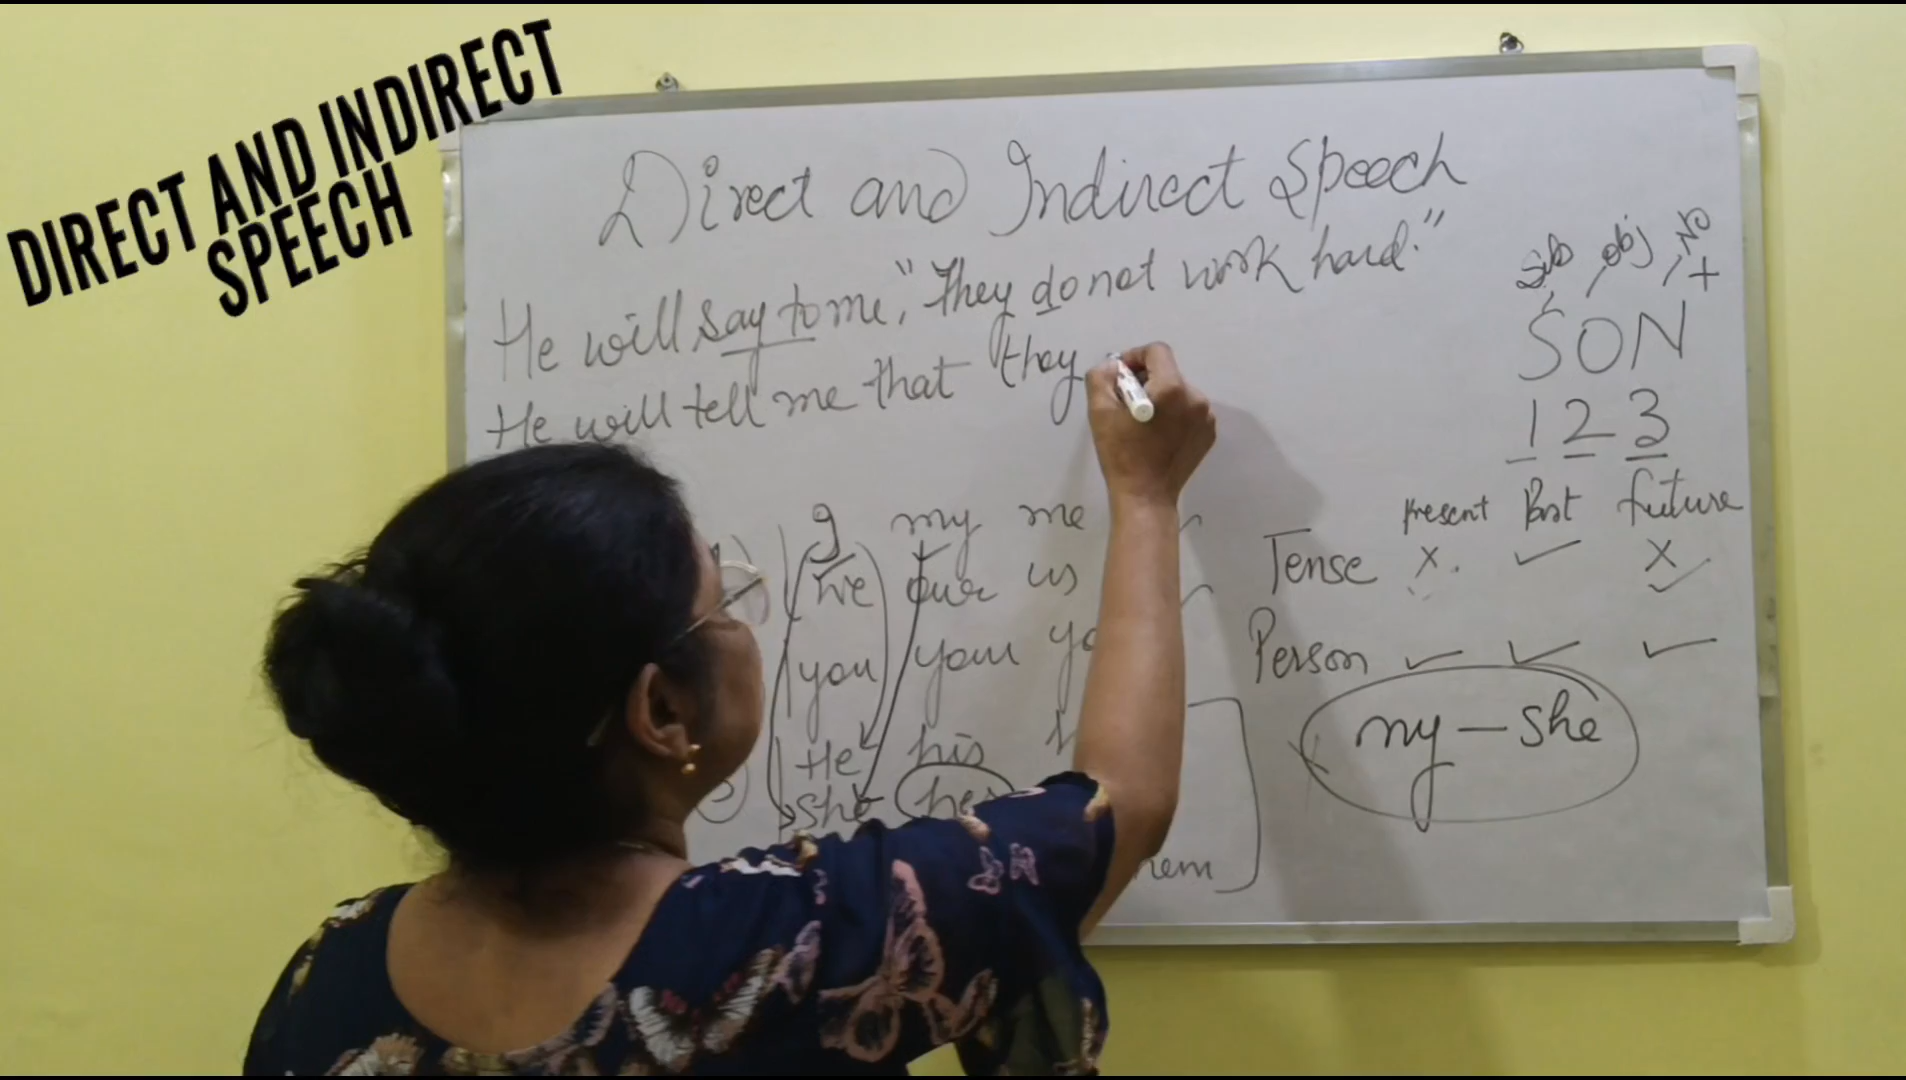 DIRECT AND INDIRECT
SPEECH
Direct and Indirect Speech
He will say to me, "They do not work hard."
He will tell me that they
Sub obj No
+
SON
1 2 3
Present Past future
Tense x. ✓ x ✓
Person ✓ ✓ ✓
my — she
I my me
we our us
you your
He his
she her